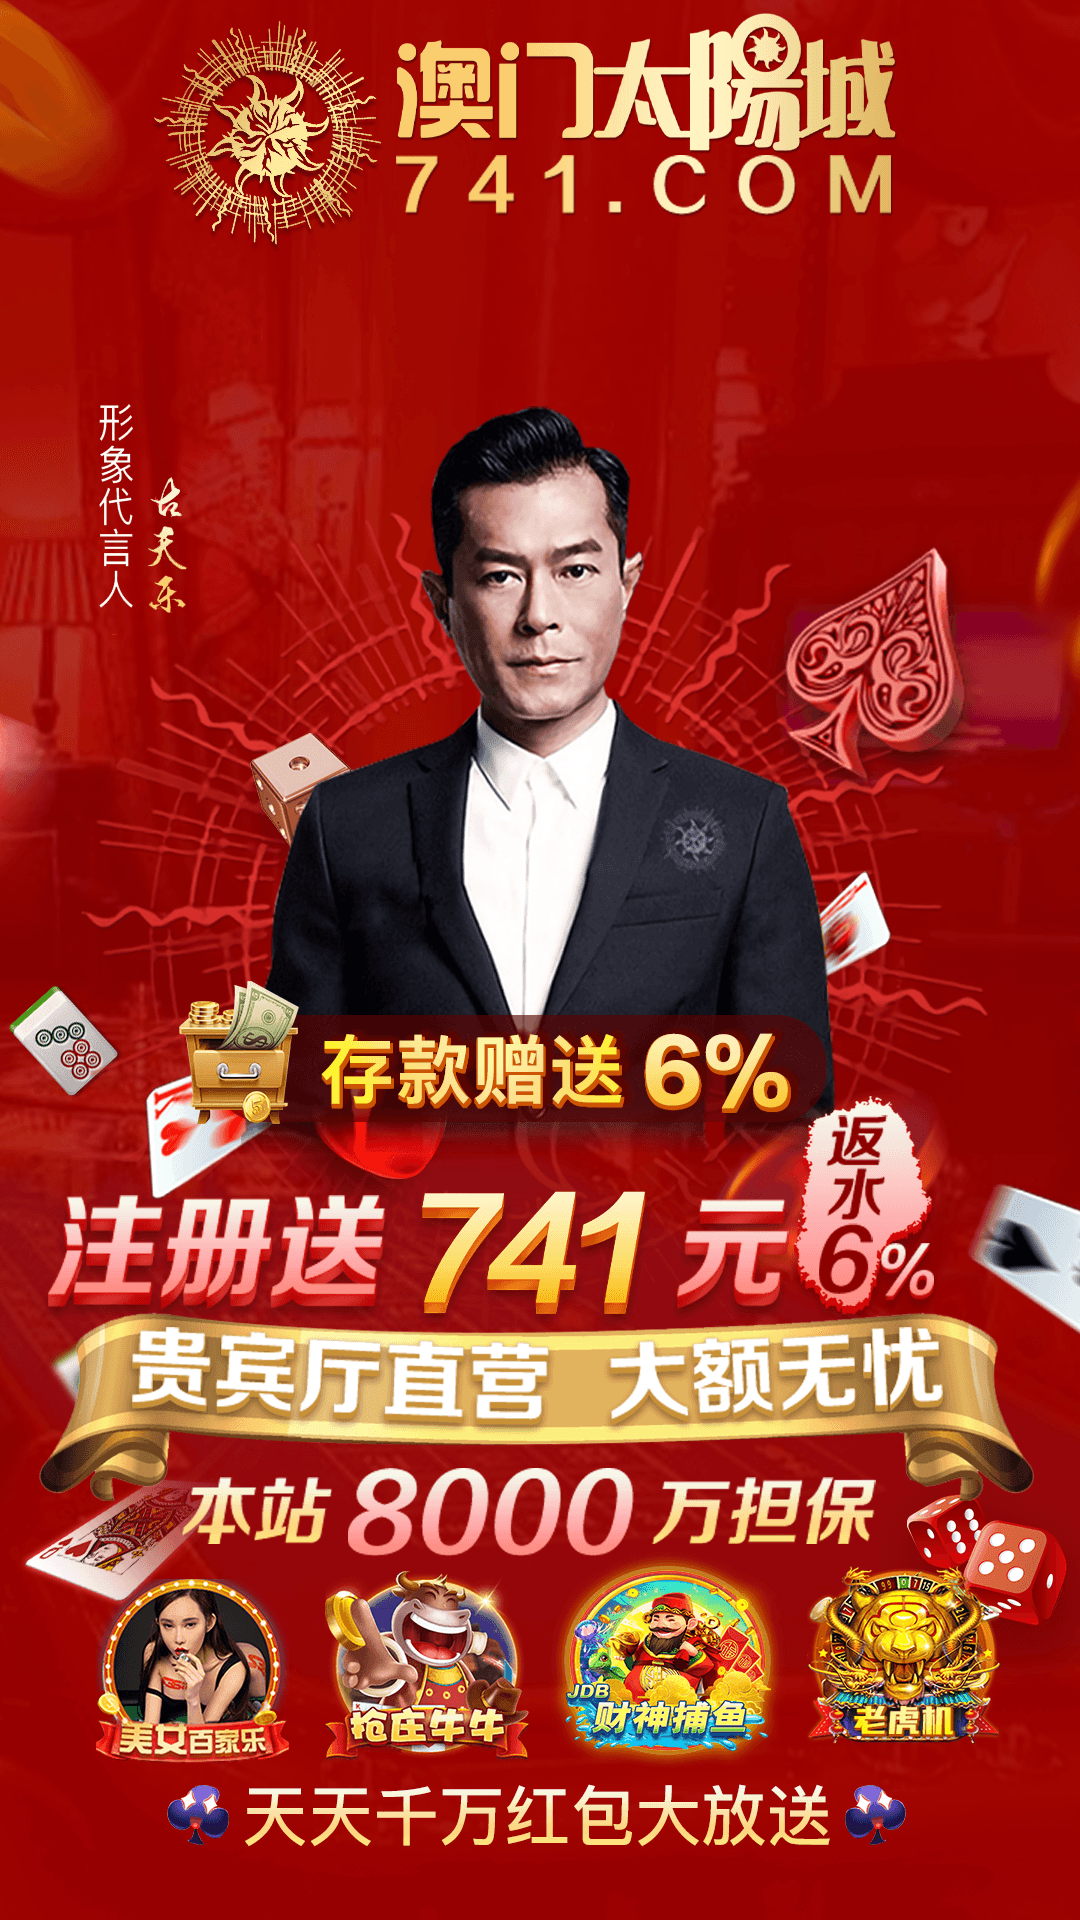 澳门太陽城
741.COM
形象代言人
古天乐
存款赠送6%
返水6%
注册送741元
贵宾厅直营 大额无忧
本站8000万担保
美女百家乐
抢庄牛牛
JDB
财神捕鱼
老虎机
天天千万红包大放送